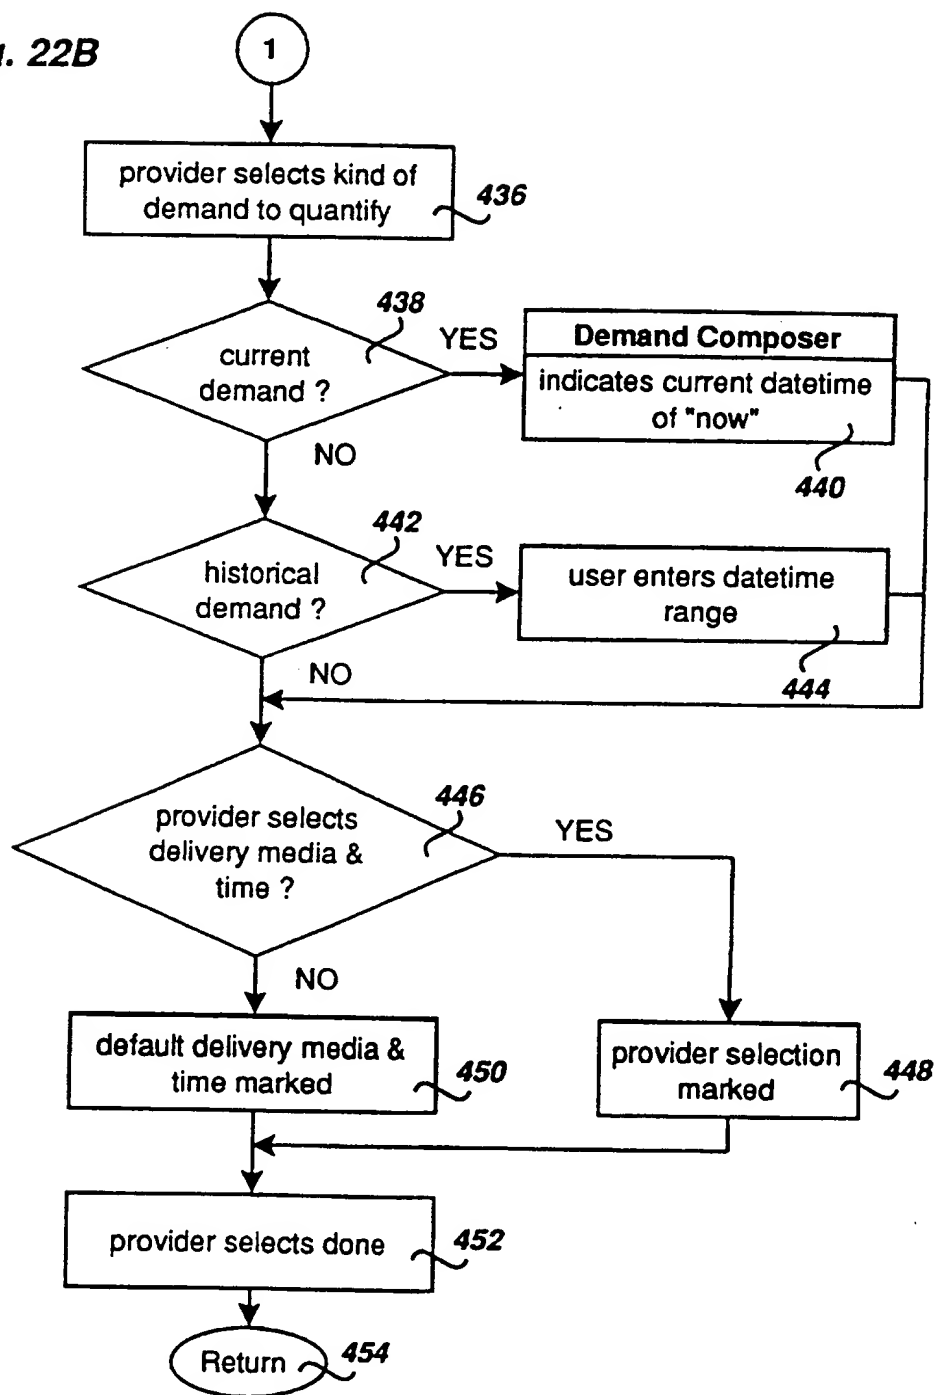 . 22B
1
provider selects kind of
demand to quantify
436
438
current
demand ?
YES
NO
Demand Composer
indicates current datetime
of "now"
440
442
historical
demand ?
YES
NO
user enters datetime
range
444
446
provider selects
delivery media &
time ?
YES
NO
default delivery media &
time marked
450
provider selection
marked
448
provider selects done
452
Return
454